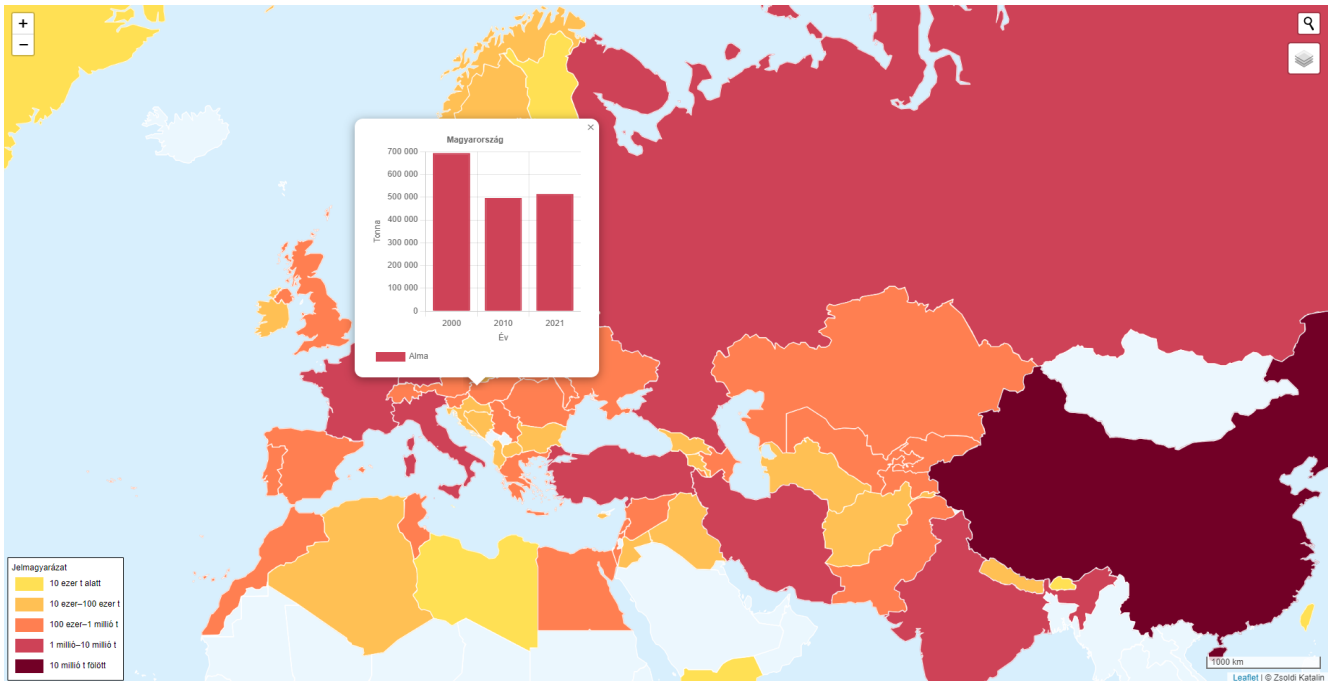 +
−
×
Magyarország
700 000
600 000
500 000
400 000
300 000
200 000
100 000
0
Tonna
2000 2010 2021
Év
Alma
Jelmagyarázat
10 ezer t alatt
10 ezer–100 ezer t
100 ezer–1 millió t
1 millió–10 millió t
10 millió t fölött
1000 km
Leaflet | © Zsoldi Katalin